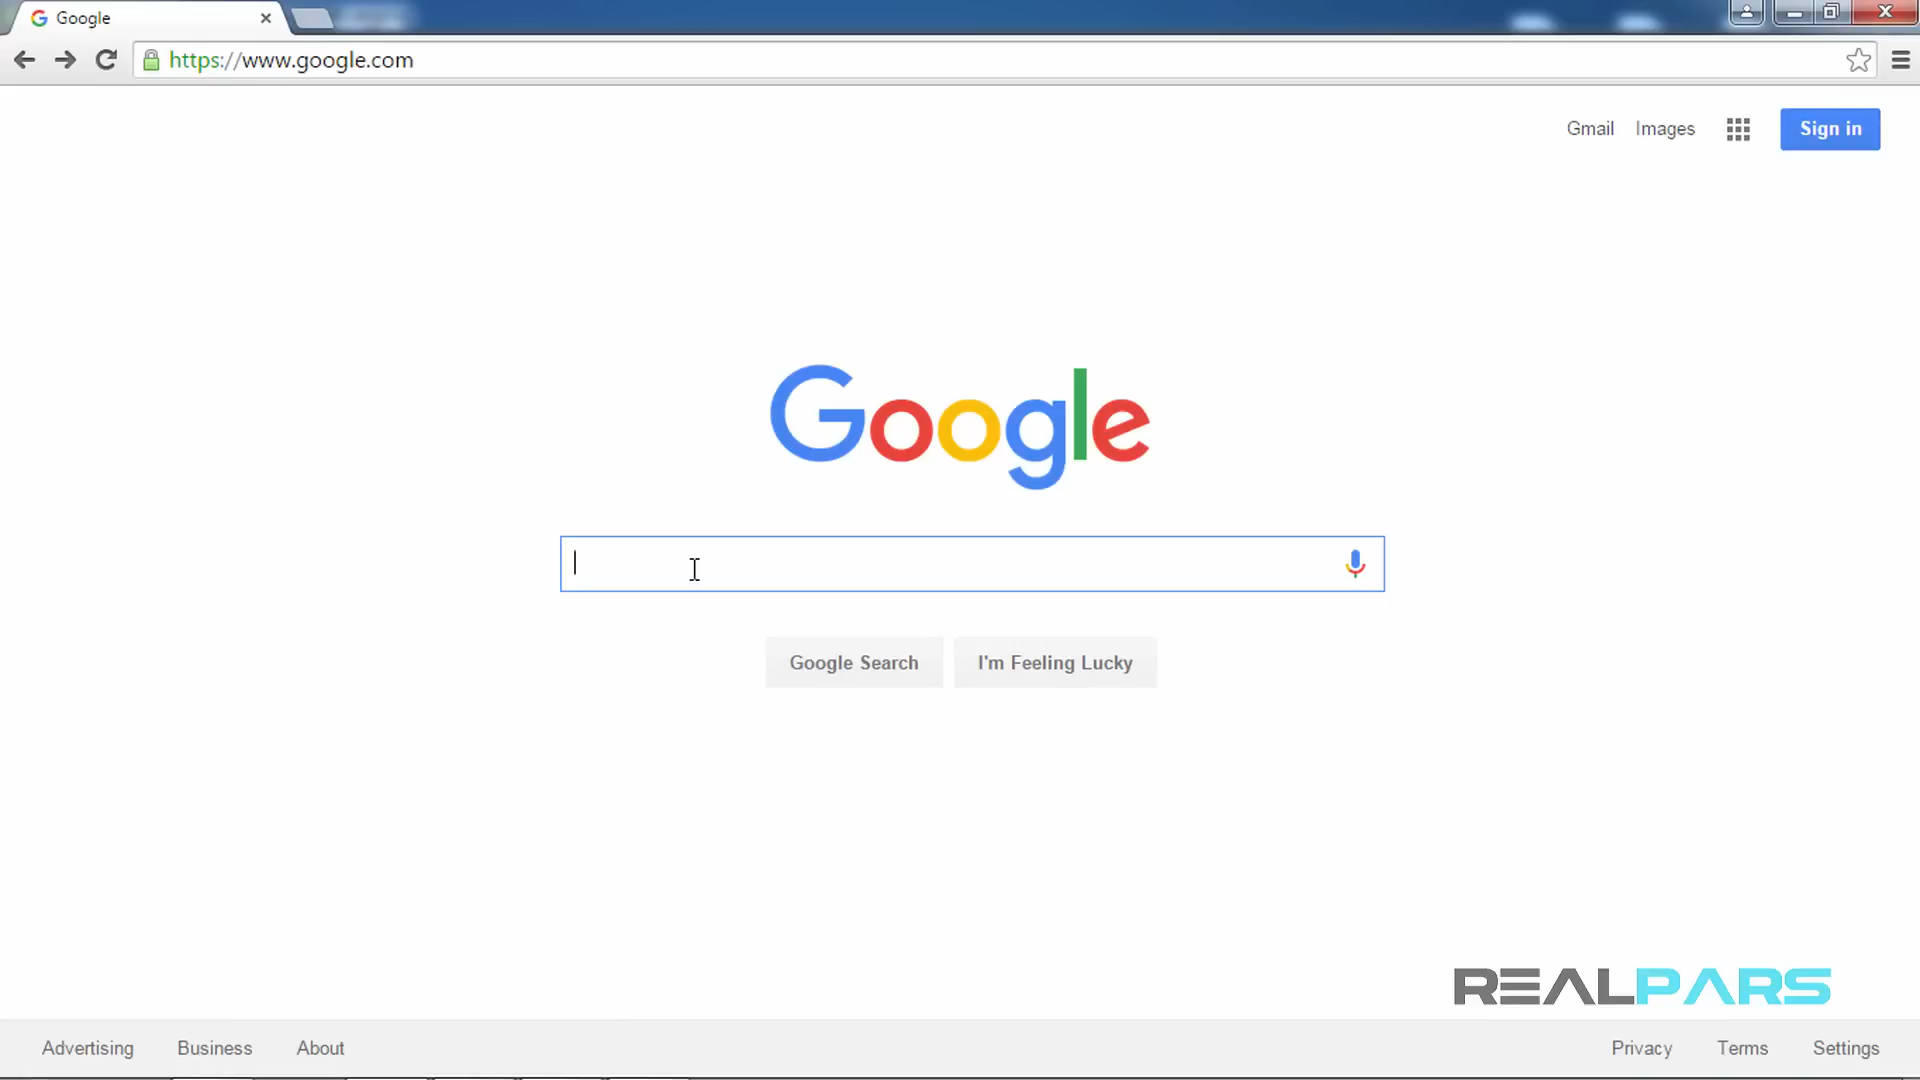 Google
https://www.google.com
Gmail Images Sign in
Google
Google Search I'm Feeling Lucky
REALPARS
Advertising Business About Privacy Terms Settings